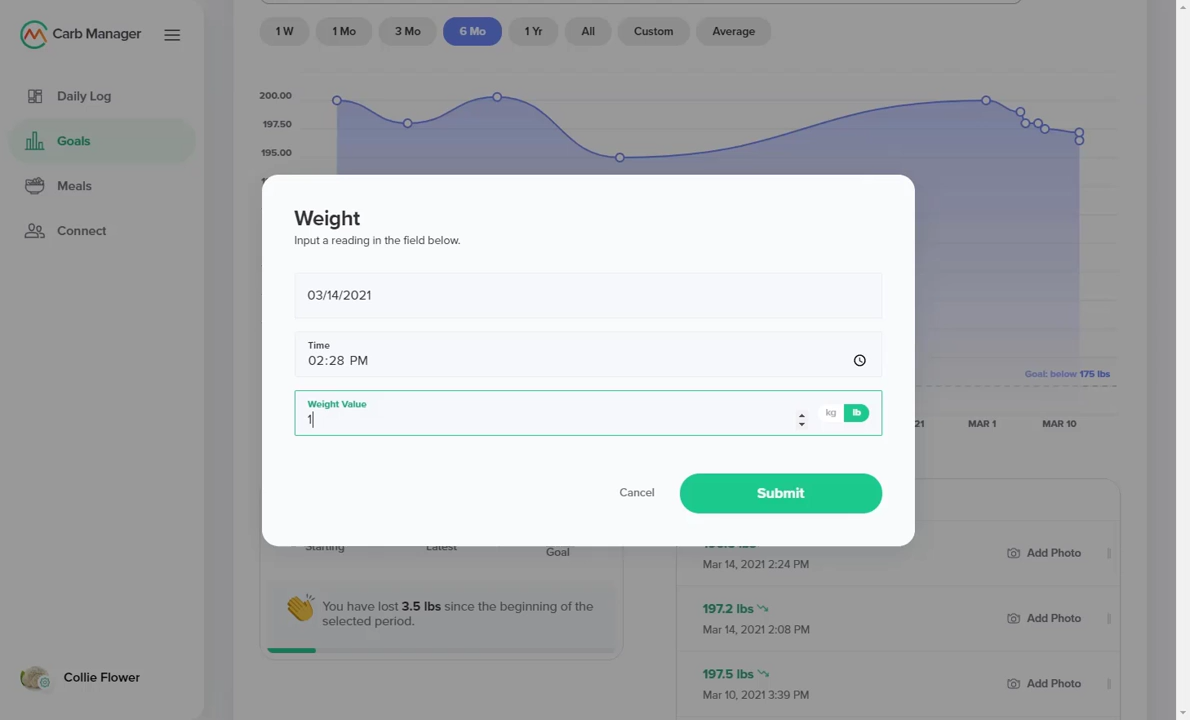 Carb Manager
Daily Log
Goals
Meals
Connect
Collie Flower
1 W
1 Mo
3 Mo
6 Mo
1 Yr
All
Custom
Average
200.00
197.50
195.00
Goal: below 175 lbs
21
MAR 1
MAR 10
Weight
Input a reading in the field below.
03/14/2021
Time
02:28 PM
Weight Value
1
kg
lb
Cancel
Submit
Starting
Latest
Goal
You have lost 3.5 lbs since the beginning of the
selected period.
Mar 14, 2021 2:24 PM
Add Photo
197.2 lbs
Mar 14, 2021 2:08 PM
Add Photo
197.5 lbs
Mar 10, 2021 3:39 PM
Add Photo